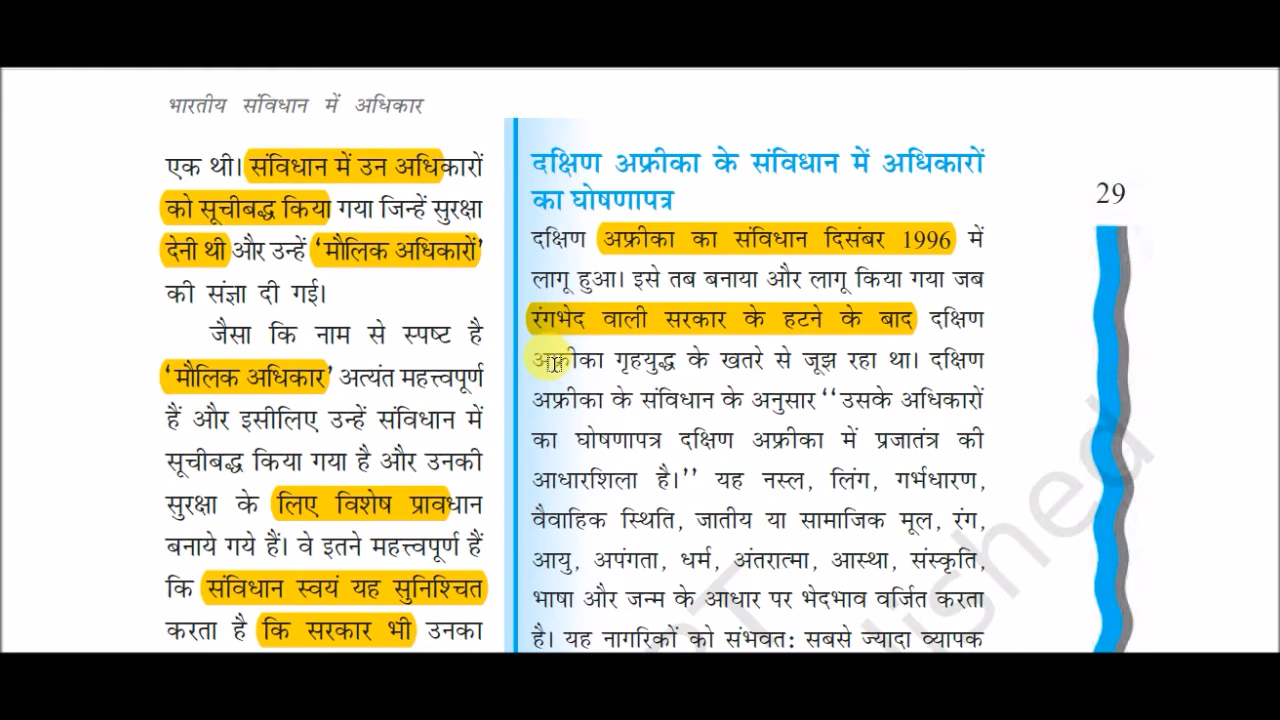 भारतीय संविधान में अधिकार
एक थी। संविधान में उन अधिकारों
को सूचीबद्ध किया गया जिन्हें सुरक्षा
देनी थी और उन्हें ‘मौलिक अधिकारों’
की संज्ञा दी गई।
जैसा कि नाम से स्पष्ट है
‘मौलिक अधिकार’ अत्यंत महत्त्वपूर्ण
हैं और इसीलिए उन्हें संविधान में
सूचीबद्ध किया गया है और उनकी
सुरक्षा के लिए विशेष प्रावधान
बनाये गये हैं। वे इतने महत्त्वपूर्ण हैं
कि संविधान स्वयं यह सुनिश्चित
करता है कि सरकार भी उनका
दक्षिण अफ्रीका के संविधान में अधिकारों
का घोषणापत्र
दक्षिण अफ्रीका का संविधान दिसंबर 1996 में
लागू हुआ। इसे तब बनाया और लागू किया गया जब
रंगभेद वाली सरकार के हटने के बाद दक्षिण
अफ्रीका गृहयुद्ध के खतरे से जूझ रहा था। दक्षिण
अफ्रीका के संविधान के अनुसार ‘‘उसके अधिकारों
का घोषणापत्र दक्षिण अफ्रीका में प्रजातंत्र की
आधारशिला है।’’ यह नस्ल, लिंग, गर्भधारण,
वैवाहिक स्थिति, जातीय या सामाजिक मूल, रंग,
आयु, अपंगता, धर्म, अंतरात्मा, आस्था, संस्कृति,
भाषा और जन्म के आधार पर भेदभाव वर्जित करता
है। यह नागरिकों को संभवत: सबसे ज्यादा व्यापक
29